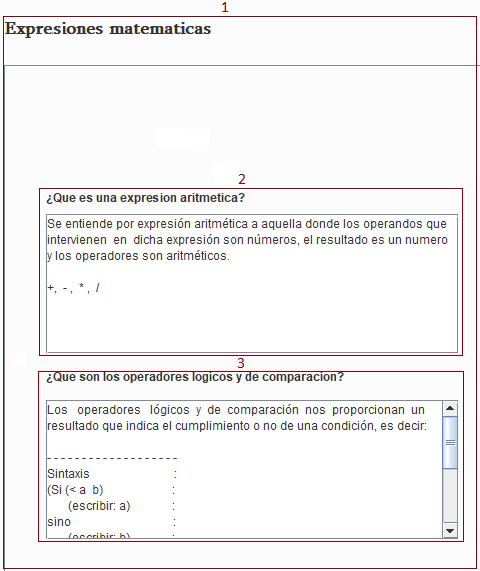 1
Expresiones matematicas
2
¿Que es una expresion aritmetica?
Se entiende por expresión aritmética a aquella donde los operandos que
intervienen en dicha expresión son números, el resultado es un numero
y los operadores son aritméticos.
+, - , * , /
3
¿Que son los operadores logicos y de comparacion?
Los operadores lógicos y de comparación nos proporcionan un
resultado que indica el cumplimiento o no de una condición, es decir:
- - - - - - - - - - - - - - - - - - -
Sintaxis :
(Si (< a b) :
(escribir: a) :
sino :
(escribir: b) :